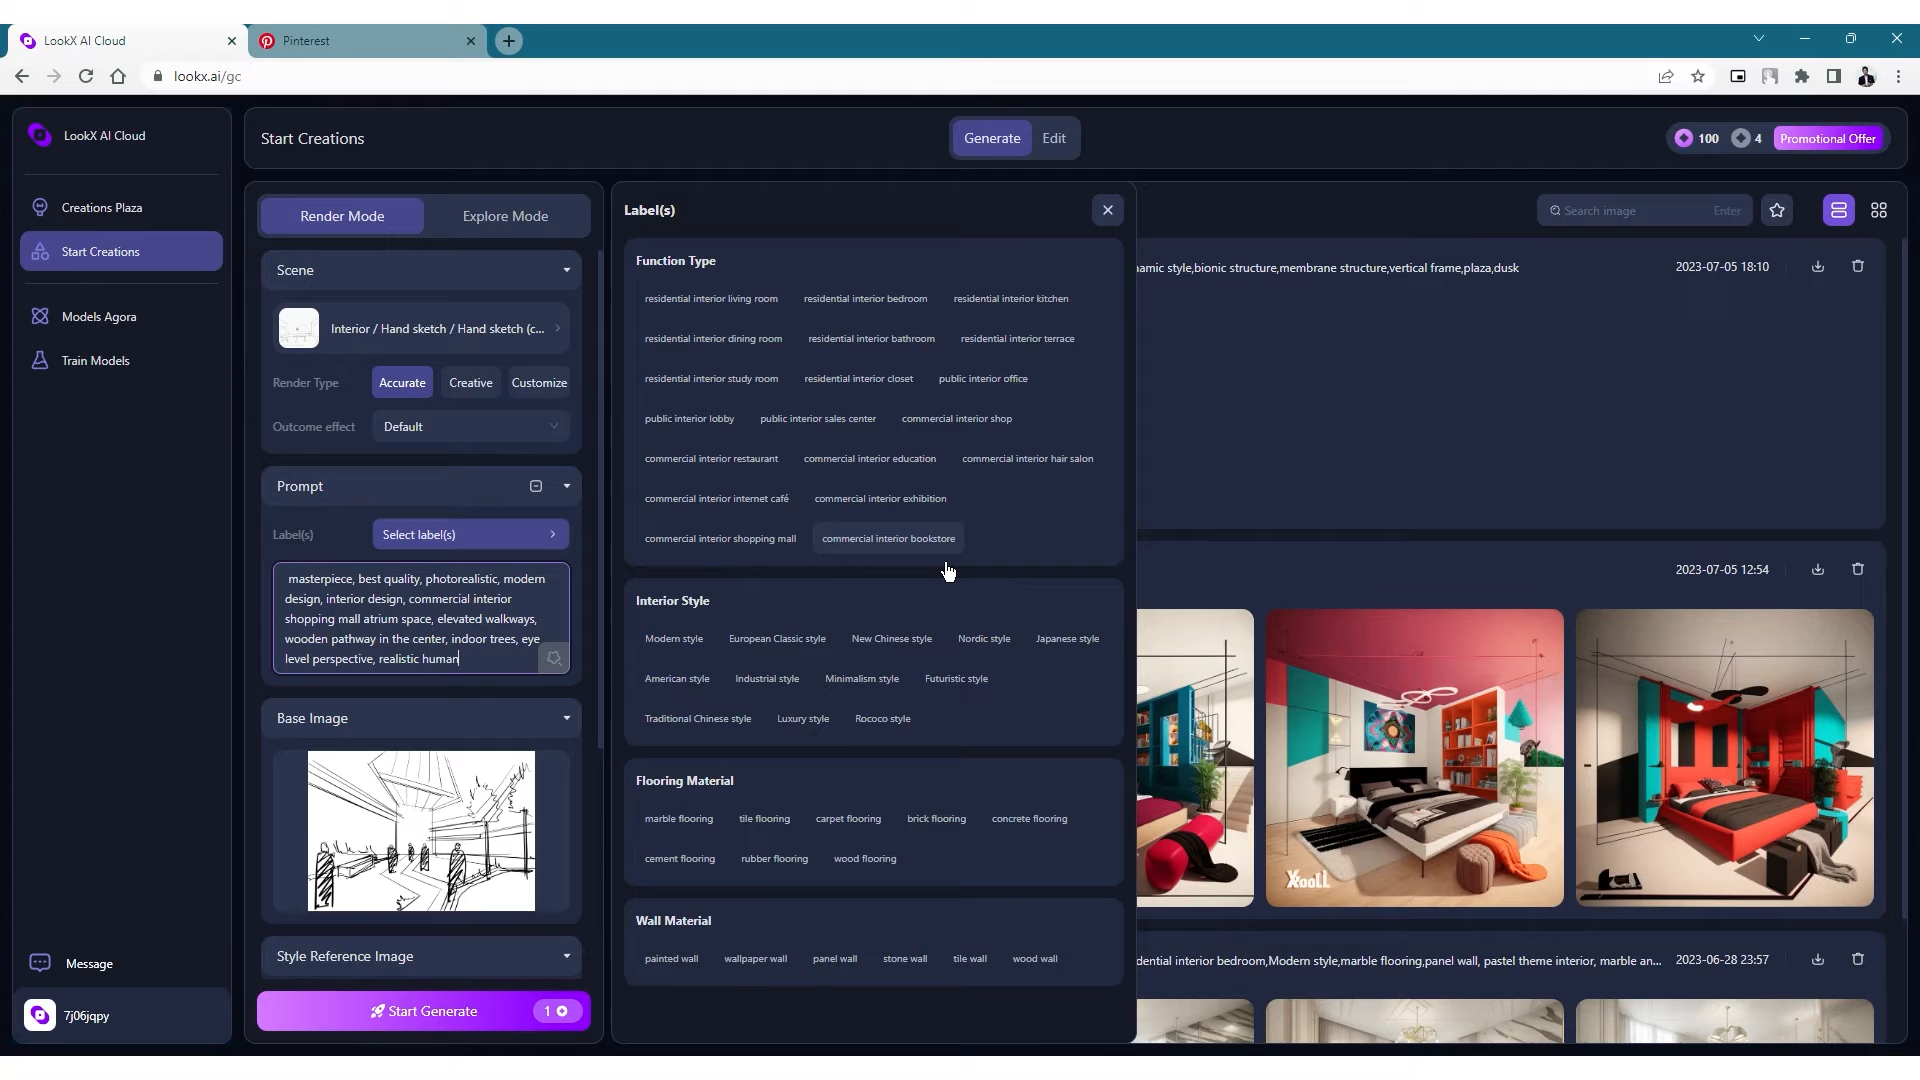 LookX AI Cloud
Pinterest
lookx.ai/gc
LookX AI Cloud
Creations Plaza
Start Creations
Models Agora
Train Models
Message
7j06jqpy
Start Creations
Generate
Edit
100
4
Promotional Offer
Render Mode
Explore Mode
Scene
Interior / Hand sketch / Hand sketch (c...
Render Type
Accurate
Creative
Customize
Outcome effect
Default
Prompt
Label(s)
Select label(s)
masterpiece, best quality, photorealistic, modern
design, interior design, commercial interior
shopping mall atrium space, elevated walkways,
wooden pathway in the center, indoor trees, eye
level perspective, realistic human
Base Image
Style Reference Image
Start Generate
1
Label(s)
Function Type
residential interior living room
residential interior bedroom
residential interior kitchen
residential interior dining room
residential interior bathroom
residential interior terrace
residential interior study room
residential interior closet
public interior office
public interior lobby
public interior sales center
commercial interior shop
commercial interior restaurant
commercial interior education
commercial interior hair salon
commercial interior internet café
commercial interior exhibition
commercial interior shopping mall
commercial interior bookstore
Interior Style
Modern style
European Classic style
New Chinese style
Nordic style
Japanese style
American style
Industrial style
Minimalism style
Futuristic style
Traditional Chinese style
Luxury style
Rococo style
Flooring Material
marble flooring
tile flooring
carpet flooring
brick flooring
concrete flooring
cement flooring
rubber flooring
wood flooring
Wall Material
painted wall
wallpaper wall
panel wall
stone wall
tile wall
wood wall
Search image
Enter
amic style,bionic structure,membrane structure,vertical frame,plaza,dusk
2023-07-05 18:10
2023-07-05 12:54
dential interior bedroom,Modern style,marble flooring,panel wall, pastel theme interior, marble an...
2023-06-28 23:57